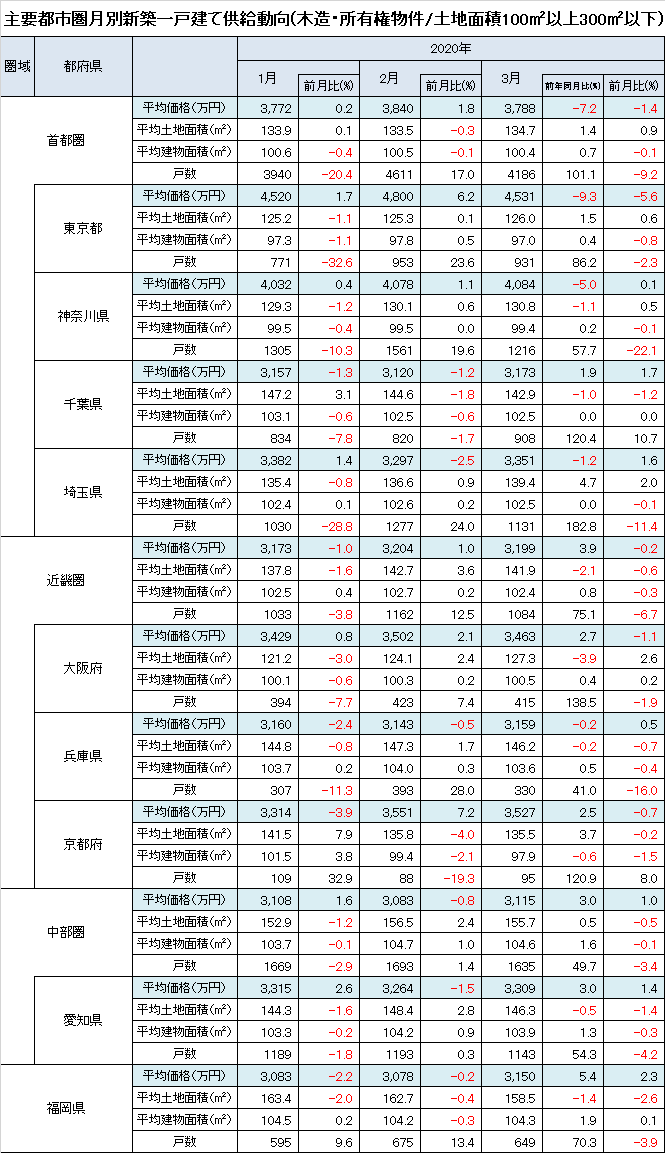 主要都市圏月別新築一戸建て供給動向(木造・所有権物件/土地面積100㎡以上300㎡以下)
圏域 都府県 2020年
1月 前月比(%) 2月 前月比(%) 3月 前年同月比(%) 前月比(%)
首都圏
平均価格(万円) 3,772 0.2 3,840 1.8 3,788 -7.2 -1.4
平均土地面積(㎡) 133.9 0.1 133.5 -0.3 134.7 1.4 0.9
平均建物面積(㎡) 100.6 -0.4 100.5 -0.1 100.4 0.7 -0.1
戸数 3940 -20.4 4611 17.0 4186 101.1 -9.2
東京都
平均価格(万円) 4,520 1.7 4,800 6.2 4,531 -9.3 -5.6
平均土地面積(㎡) 125.2 -1.1 125.3 0.1 126.0 1.5 0.6
平均建物面積(㎡) 97.3 -1.1 97.8 0.5 97.0 0.4 -0.8
戸数 771 -32.6 953 23.6 931 86.2 -2.3
神奈川県
平均価格(万円) 4,032 0.4 4,078 1.1 4,084 -5.0 0.1
平均土地面積(㎡) 129.3 -1.2 130.1 0.6 130.8 -1.1 0.5
平均建物面積(㎡) 99.5 -0.4 99.5 0.0 99.4 0.2 -0.1
戸数 1305 -10.3 1561 19.6 1216 57.7 -22.1
千葉県
平均価格(万円) 3,157 -1.3 3,120 -1.2 3,173 1.9 1.7
平均土地面積(㎡) 147.2 3.1 144.6 -1.8 142.9 -1.0 -1.2
平均建物面積(㎡) 103.1 -0.6 102.5 -0.6 102.5 0.0 0.0
戸数 834 -7.8 820 -1.7 908 120.4 10.7
埼玉県
平均価格(万円) 3,382 1.4 3,297 -2.5 3,351 -1.2 1.6
平均土地面積(㎡) 135.4 -0.8 136.6 0.9 139.4 4.7 2.0
平均建物面積(㎡) 102.4 0.1 102.6 0.2 102.5 0.0 -0.1
戸数 1030 -28.8 1277 24.0 1131 182.8 -11.4
近畿圏
平均価格(万円) 3,173 -1.0 3,204 1.0 3,199 3.9 -0.2
平均土地面積(㎡) 137.8 -1.6 142.7 3.6 141.9 -2.1 -0.6
平均建物面積(㎡) 102.5 0.4 102.7 0.2 102.4 0.8 -0.3
戸数 1033 -3.8 1162 12.5 1084 75.1 -6.7
大阪府
平均価格(万円) 3,429 0.8 3,502 2.1 3,463 2.7 -1.1
平均土地面積(㎡) 121.2 -3.0 124.1 2.4 127.3 -3.9 2.6
平均建物面積(㎡) 100.1 -0.6 100.3 0.2 100.5 0.4 0.2
戸数 394 -7.7 423 7.4 415 138.5 -1.9
兵庫県
平均価格(万円) 3,160 -2.4 3,143 -0.5 3,159 -0.2 0.5
平均土地面積(㎡) 144.8 -0.8 147.3 1.7 146.2 -0.2 -0.7
平均建物面積(㎡) 103.7 0.2 104.0 0.3 103.6 0.5 -0.4
戸数 307 -11.3 393 28.0 330 41.0 -16.0
京都府
平均価格(万円) 3,314 -3.9 3,551 7.2 3,527 2.5 -0.7
平均土地面積(㎡) 141.5 7.9 135.8 -4.0 135.5 3.7 -0.2
平均建物面積(㎡) 101.5 3.8 99.4 -2.1 97.9 -0.6 -1.5
戸数 109 32.9 88 -19.3 95 120.9 8.0
中部圏
平均価格(万円) 3,108 1.6 3,083 -0.8 3,115 3.0 1.0
平均土地面積(㎡) 152.9 -1.2 156.5 2.4 155.7 0.5 -0.5
平均建物面積(㎡) 103.7 -0.1 104.7 1.0 104.6 1.6 -0.1
戸数 1669 -2.9 1693 1.4 1635 49.7 -3.4
愛知県
平均価格(万円) 3,315 2.6 3,264 -1.5 3,309 3.0 1.4
平均土地面積(㎡) 144.3 -1.6 148.4 2.8 146.3 -0.5 -1.4
平均建物面積(㎡) 103.3 -0.2 104.2 0.9 103.9 1.3 -0.3
戸数 1189 -1.8 1193 0.3 1143 54.3 -4.2
福岡県
平均価格(万円) 3,083 -2.2 3,078 -0.2 3,150 5.4 2.3
平均土地面積(㎡) 163.4 -2.0 162.7 -0.4 158.5 -1.4 -2.6
平均建物面積(㎡) 104.5 0.2 104.2 -0.3 104.3 1.9 0.1
戸数 595 9.6 675 13.4 649 70.3 -3.9